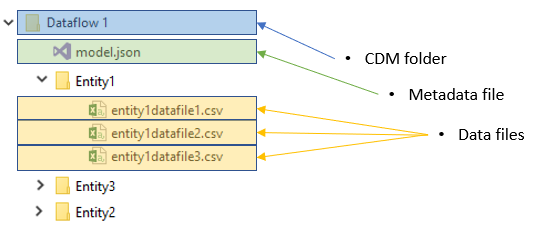 Dataflow 1
• CDM folder
model.json
Entity1
• Metadata file
entity1datafile1.csv
entity1datafile2.csv
• Data files
entity1datafile3.csv
Entity3
Entity2